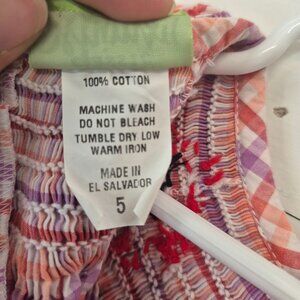 100% COTTON
MACHINE WASH
DO NOT BLEACH
TUMBLE DRY LOW
WARM IRON
MADE IN
EL SALVADOR
5